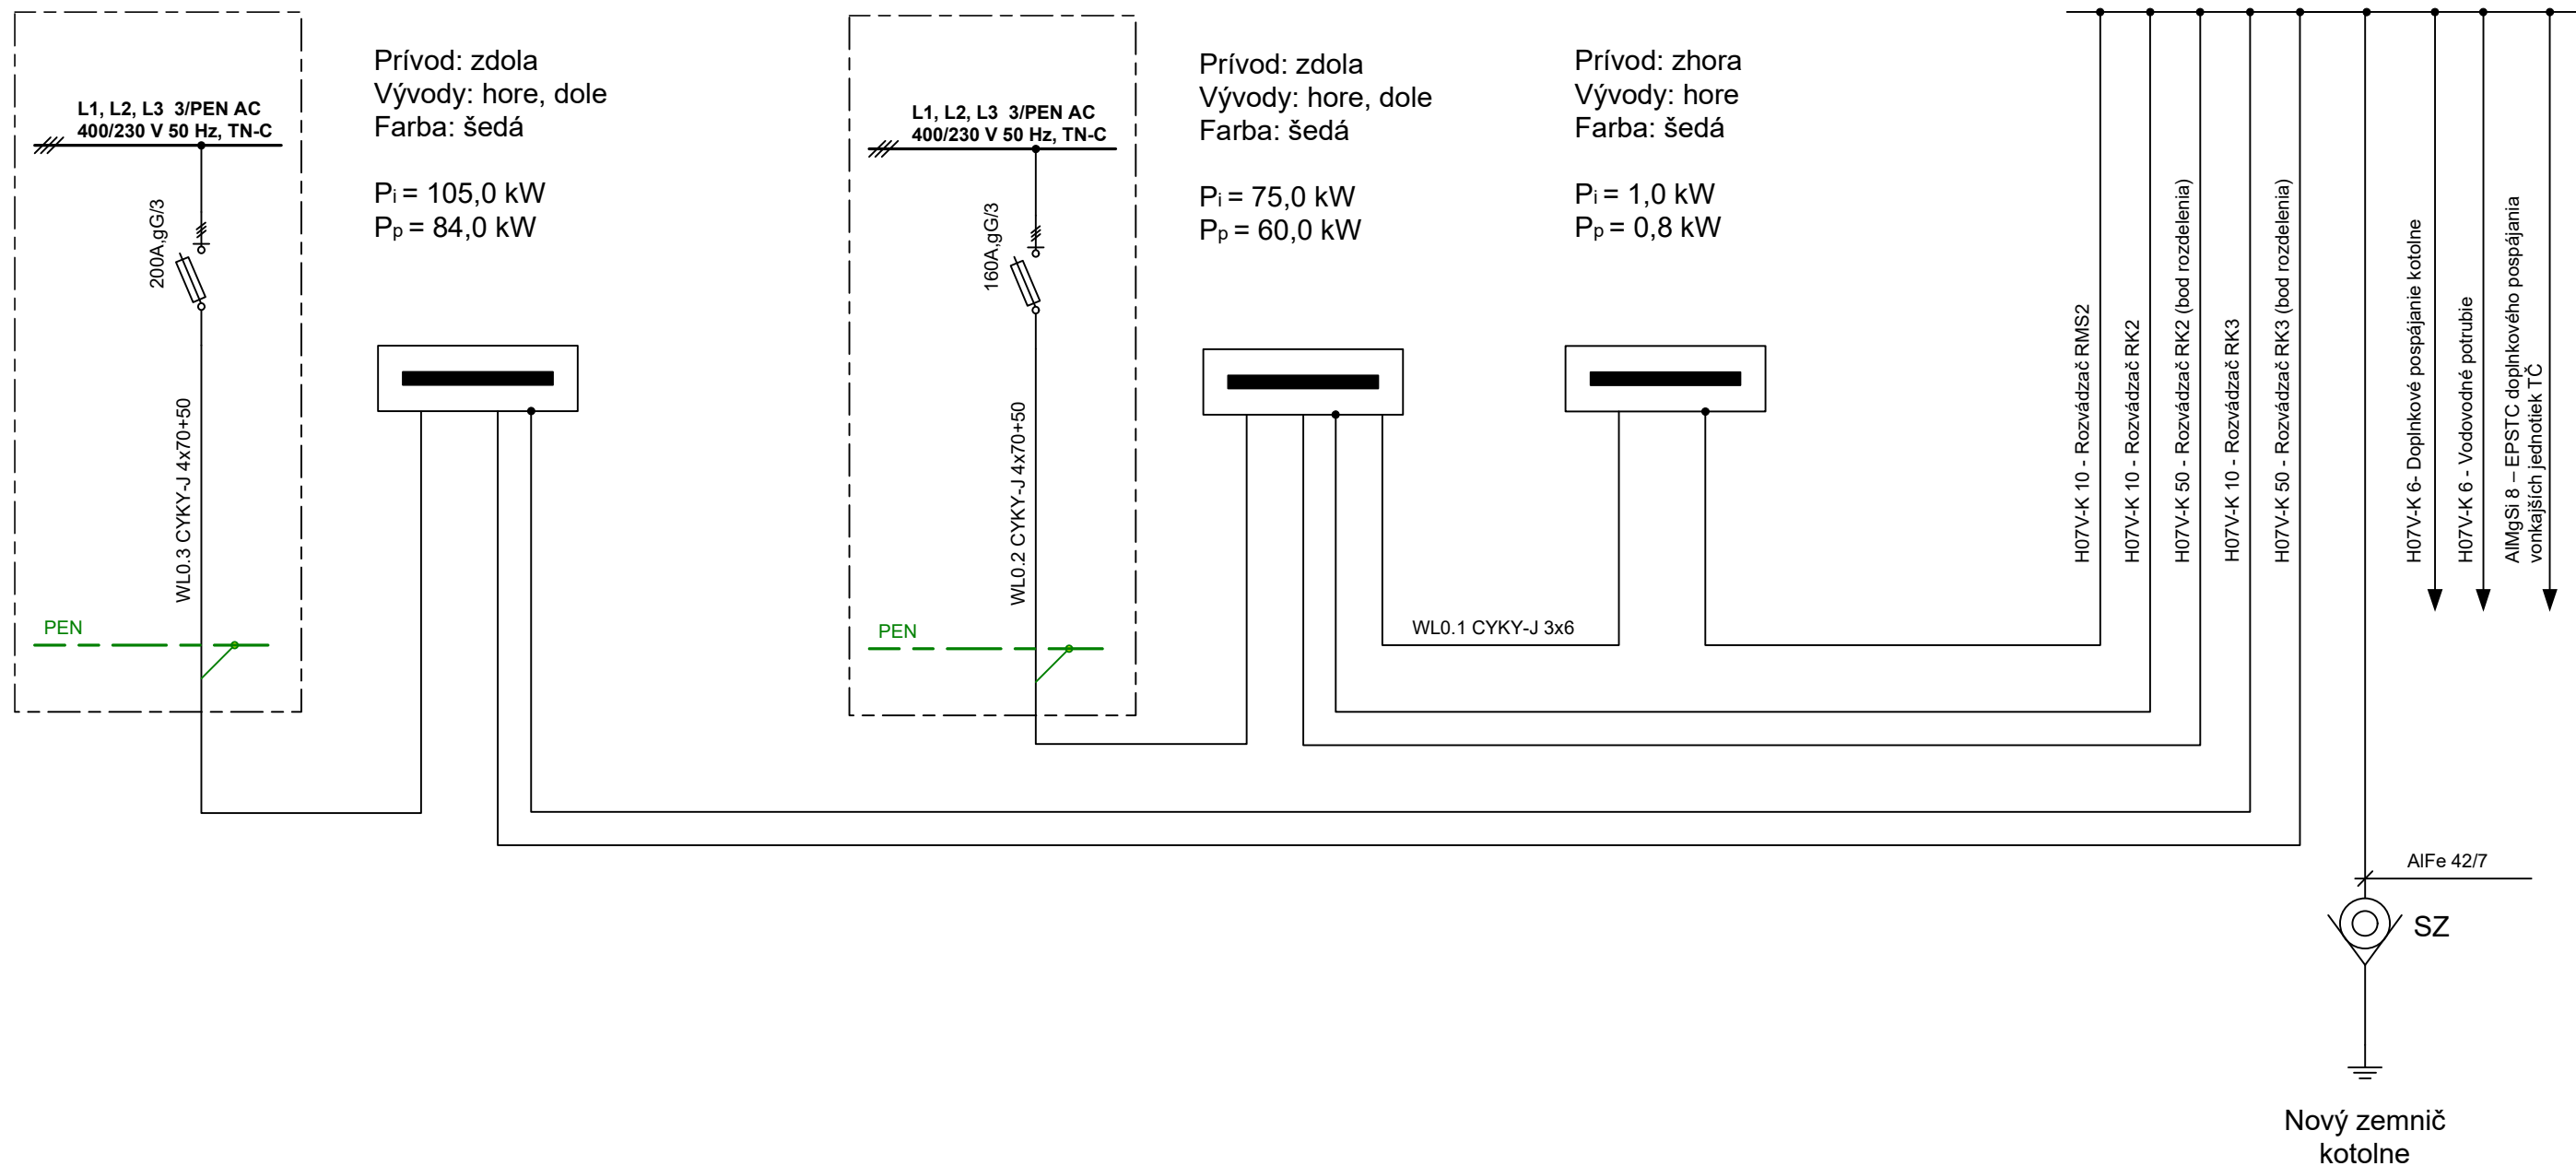 L1, L2, L3 3/PEN AC
400/230 V 50 Hz, TN-C
200A,gG/3
WL0.3 CYKY-J 4x70+50
PEN
Prívod: zdola
Vývody: hore, dole
Farba: šedá
Pi = 105,0 kW
Pp = 84,0 kW
L1, L2, L3 3/PEN AC
400/230 V 50 Hz, TN-C
160A,gG/3
WL0.2 CYKY-J 4x70+50
PEN
Prívod: zdola
Vývody: hore, dole
Farba: šedá
Pi = 75,0 kW
Pp = 60,0 kW
Prívod: zhora
Vývody: hore
Farba: šedá
Pi = 1,0 kW
Pp = 0,8 kW
WL0.1 CYKY-J 3x6
H07V-K 10 - Rozvádzač RMS2
H07V-K 10 - Rozvádzač RK2
H07V-K 50 - Rozvádzač RK2 (bod rozdelenia)
H07V-K 10 - Rozvádzač RK3
H07V-K 50 - Rozvádzač RK3 (bod rozdelenia)
H07V-K 6- Doplnkové pospájanie kotolne
H07V-K 6 - Vodovodné potrubie
AlMgSi 8 – EPSTC doplnkového pospájania
vonkajších jednotiek TČ
AlFe 42/7
SZ
Nový zemnič
kotolne